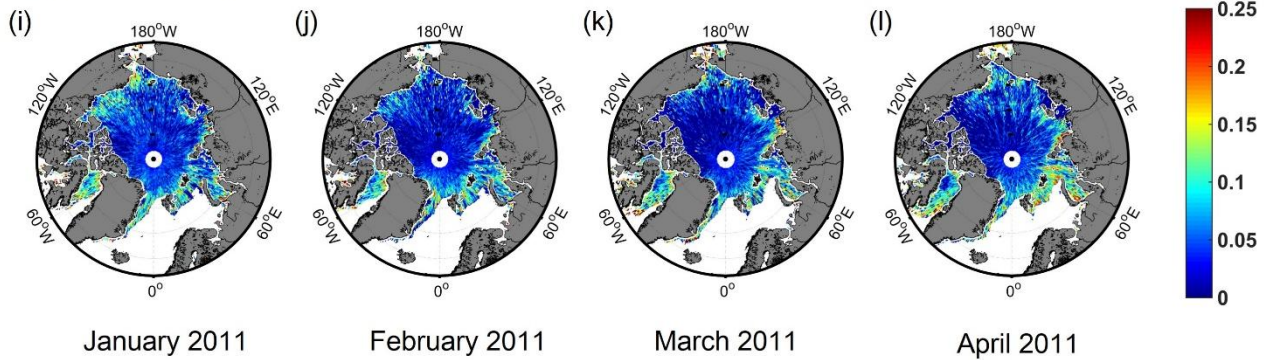 (i)
180°W
120°W
120°E
60°W
60°E
0°
January 2011
(j)
180°W
120°W
120°E
60°W
60°E
0°
February 2011
(k)
180°W
120°W
120°E
60°W
60°E
0°
March 2011
(l)
180°W
120°W
120°E
60°W
60°E
0°
April 2011
0.25
0.2
0.15
0.1
0.05
0